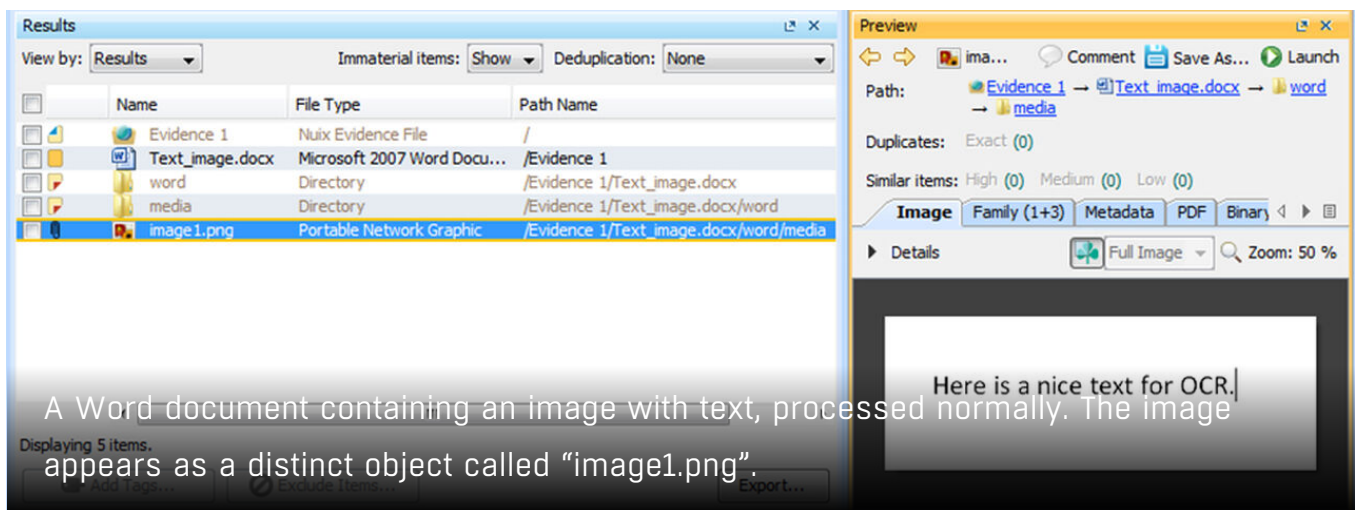 Results
View by: Results Immaterial items: Show Deduplication: None
Name File Type Path Name
Evidence 1 Nuix Evidence File /
Text_image.docx Microsoft 2007 Word Docu... /Evidence 1
word Directory /Evidence 1/Text_image.docx
media Directory /Evidence 1/Text_image.docx/word
image1.png Portable Network Graphic /Evidence 1/Text_image.docx/word/media
Displaying 5 items.
Add Tags... Exclude Items... Export...
Preview
ima... Comment Save As... Launch
Path: Evidence 1 → Text_image.docx → word
→ media
Duplicates: Exact (0)
Similar items: High (0) Medium (0) Low (0)
Image Family (1+3) Metadata PDF Binary
Details Full Image Zoom: 50 %
Here is a nice text for OCR.
A Word document containing an image with text, processed normally. The image
appears as a distinct object called “image1.png”.